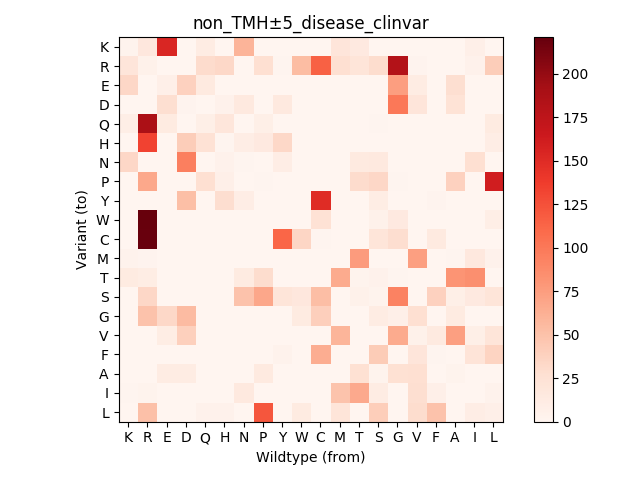 non_TMH±5_disease_clinvar
Variant (to)
K
R
E
D
Q
H
N
P
Y
W
C
M
T
S
G
V
F
A
I
L
K R E D Q H N P Y W C M T S G V F A I L
Wildtype (from)
200
175
150
125
100
75
50
25
0